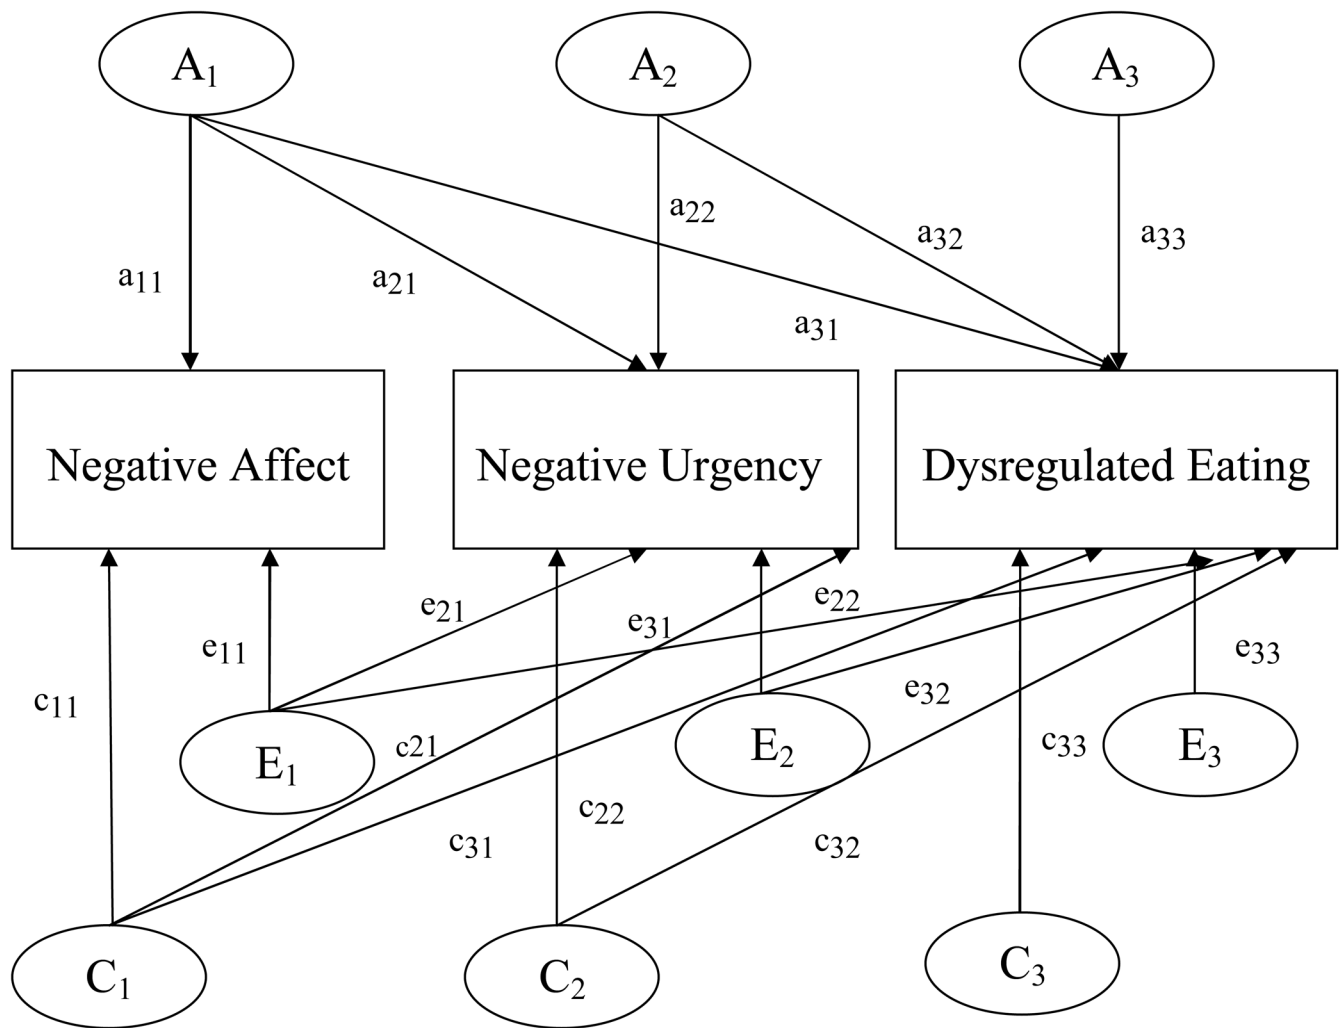 A1 A2 A3
a22
a32 a33
a11 a21
a31
Negative Affect Negative Urgency Dysregulated Eating
e21 e31 e22
e11 e33
c11 e32
c21 c33
E1 E2 E3
c22
c31 c32
C1 C2 C3